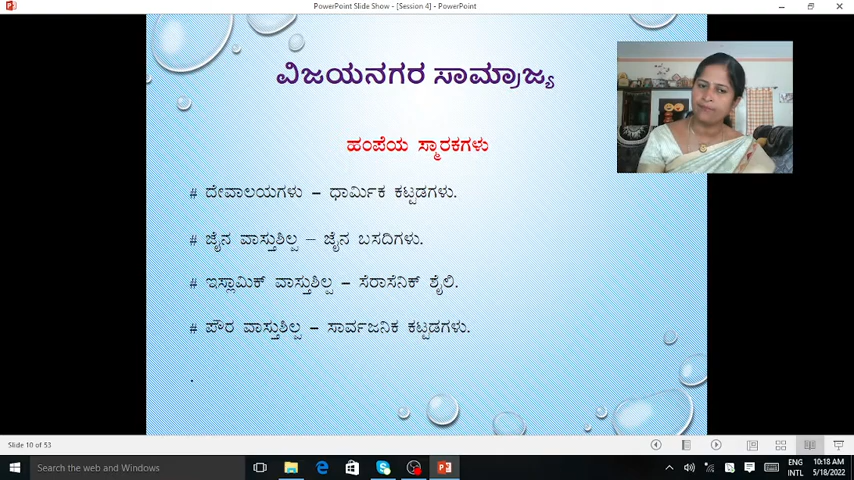 PowerPoint Slide Show - [Session 4] - PowerPoint
ವಿಜಯನಗರ ಸಾಮ್ರಾಜ್ಯ
ಹಂಪೆಯ ಸ್ಮಾರಕಗಳು
# ದೇವಾಲಯಗಳು – ಧಾರ್ಮಿಕ ಕಟ್ಟಡಗಳು.
# ಜೈನ ವಾಸ್ತುಶಿಲ್ಪ – ಜೈನ ಬಸದಿಗಳು.
# ಇಸ್ಲಾಮಿಕ್ ವಾಸ್ತುಶಿಲ್ಪ – ಸೆರಾಸೆನಿಕ್ ಶೈಲಿ.
# ಪೌರ ವಾಸ್ತುಶಿಲ್ಪ – ಸಾರ್ವಜನಿಕ ಕಟ್ಟಡಗಳು.
.
Slide 10 of 53
Search the web and Windows
ENG 10:18 AM
INTL 5/18/2022